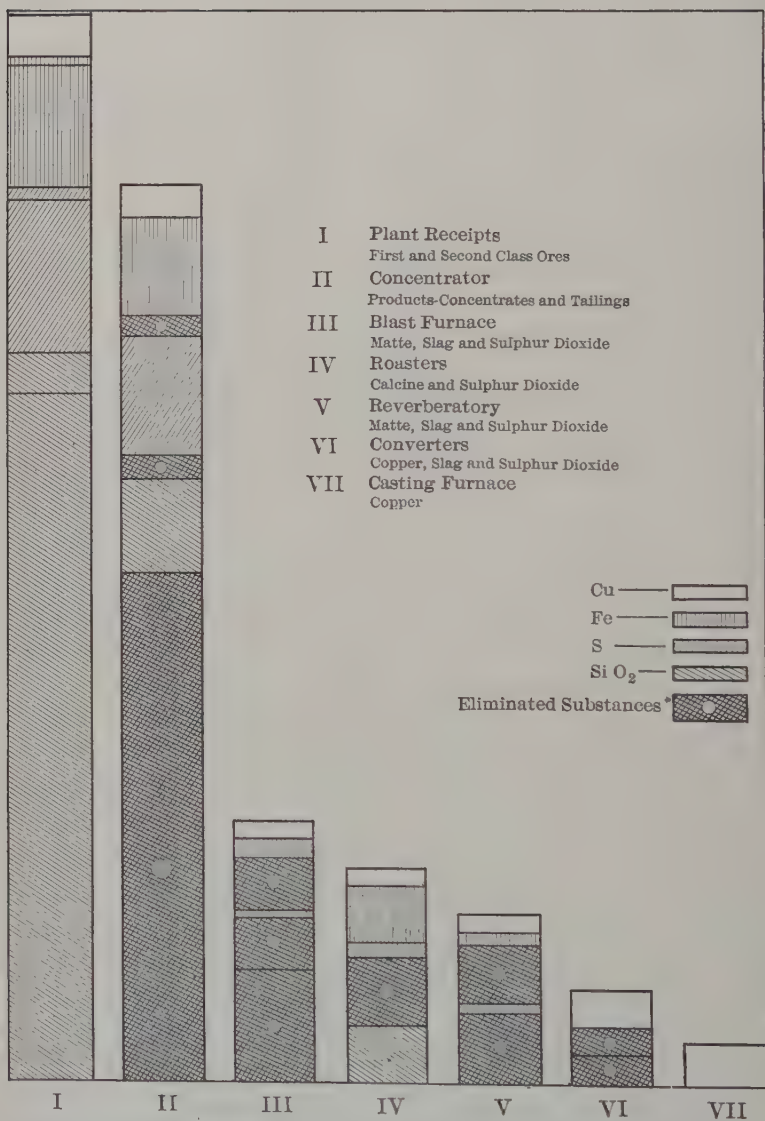 I Plant Receipts
First and Second Class Ores
II Concentrator
Products-Concentrates and Tailings
III Blast Furnace
Matte, Slag and Sulphur Dioxide
IV Roasters
Calcine and Sulphur Dioxide
V Reverberatory
Matte, Slag and Sulphur Dioxide
VI Converters
Copper, Slag and Sulphur Dioxide
VII Casting Furnace
Copper
Cu
Fe
S
Si O₂
Eliminated Substances*
I II III IV V VI VII